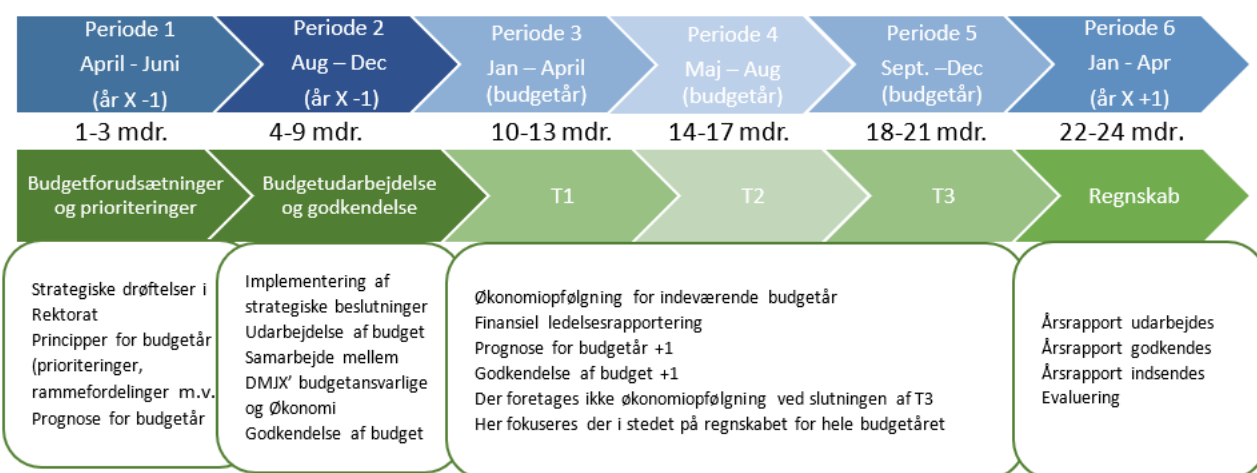 Periode 1
April - Juni
(år X -1)
Periode 2
Aug – Dec
(år X -1)
Periode 3
Jan – April
(budgetår)
Periode 4
Maj – Aug
(budgetår)
Periode 5
Sept. –Dec
(budgetår)
Periode 6
Jan - Apr
(år X +1)
1-3 mdr.
4-9 mdr.
10-13 mdr.
14-17 mdr.
18-21 mdr.
22-24 mdr.
Budgetforudsætninger
og prioriteringer
Budgetudarbejdelse
og godkendelse
T1
T2
T3
Regnskab
Strategiske drøftelser i
Rektorat
Principper for budgetår
(prioriteringer,
rammefordelinger m.v.
Prognose for budgetår
Implementering af
strategiske beslutninger
Udarbejdelse af budget
Samarbejde mellem
DMJX' budgetansvarlige
og Økonomi
Godkendelse af budget
Økonomiopfølgning for indeværende budgetår
Finansiel ledelsesrapportering
Prognose for budgetår +1
Godkendelse af budget +1
Der foretages ikke økonomiopfølgning ved slutningen af T3
Her fokuseres der i stedet på regnskabet for hele budgetåret
Årsrapport udarbejdes
Årsrapport godkendes
Årsrapport indsendes
Evaluering